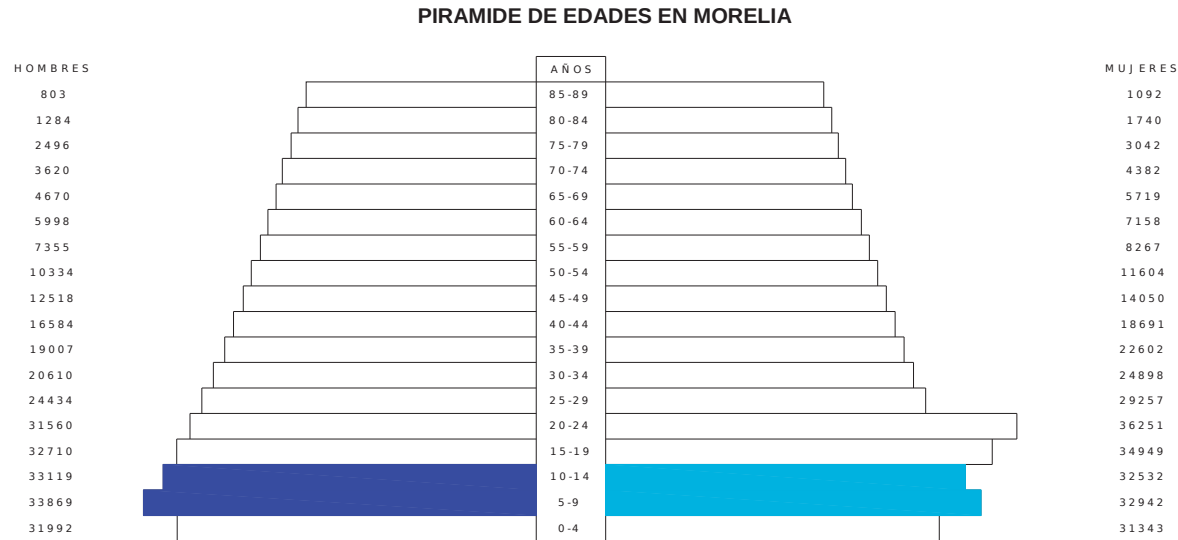 PIRAMIDE DE EDADES EN MORELIA
HOMBRES AÑOS MUJERES
803 85-89 1092
1284 80-84 1740
2496 75-79 3042
3620 70-74 4382
4670 65-69 5719
5998 60-64 7158
7355 55-59 8267
10334 50-54 11604
12518 45-49 14050
16584 40-44 18691
19007 35-39 22602
20610 30-34 24898
24434 25-29 29257
31560 20-24 36251
32710 15-19 34949
33119 10-14 32532
33869 5-9 32942
31992 0-4 31343